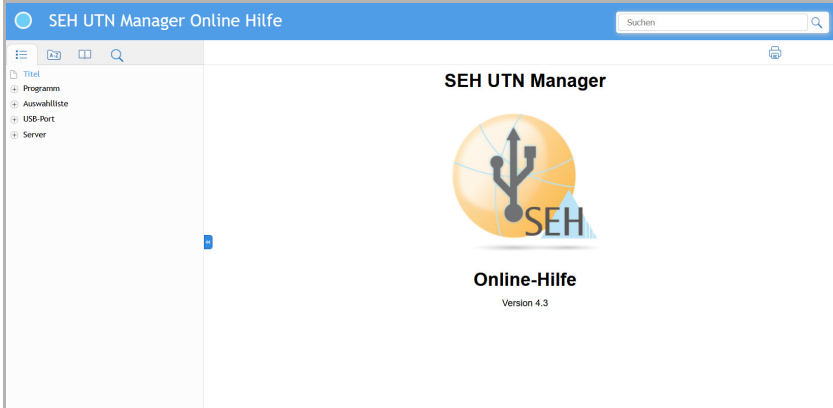 SEH UTN Manager Online Hilfe
Suchen
A-Z
Titel
Programm
Auswahlliste
USB-Port
Server
SEH UTN Manager
SEH
Online-Hilfe
Version 4.3